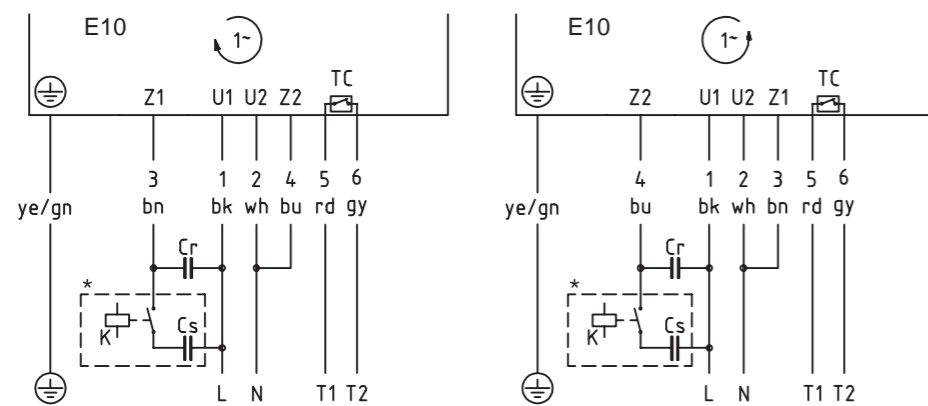 E10 1~
TC
Z1 U1 U2 Z2
3 1 2 4 5 6
ye/gn bn bk wh bu rd gy
Cr
*
K Cs
L N T1 T2
E10 1~
TC
Z2 U1 U2 Z1
4 1 2 3 5 6
ye/gn bu bk wh bn rd gy
Cr
*
K Cs
L N T1 T2